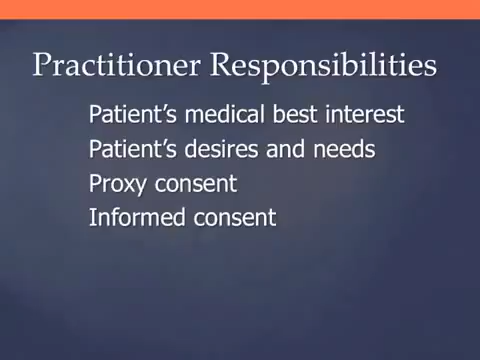 Practitioner Responsibilities
Patient’s medical best interest
Patient’s desires and needs
Proxy consent
Informed consent